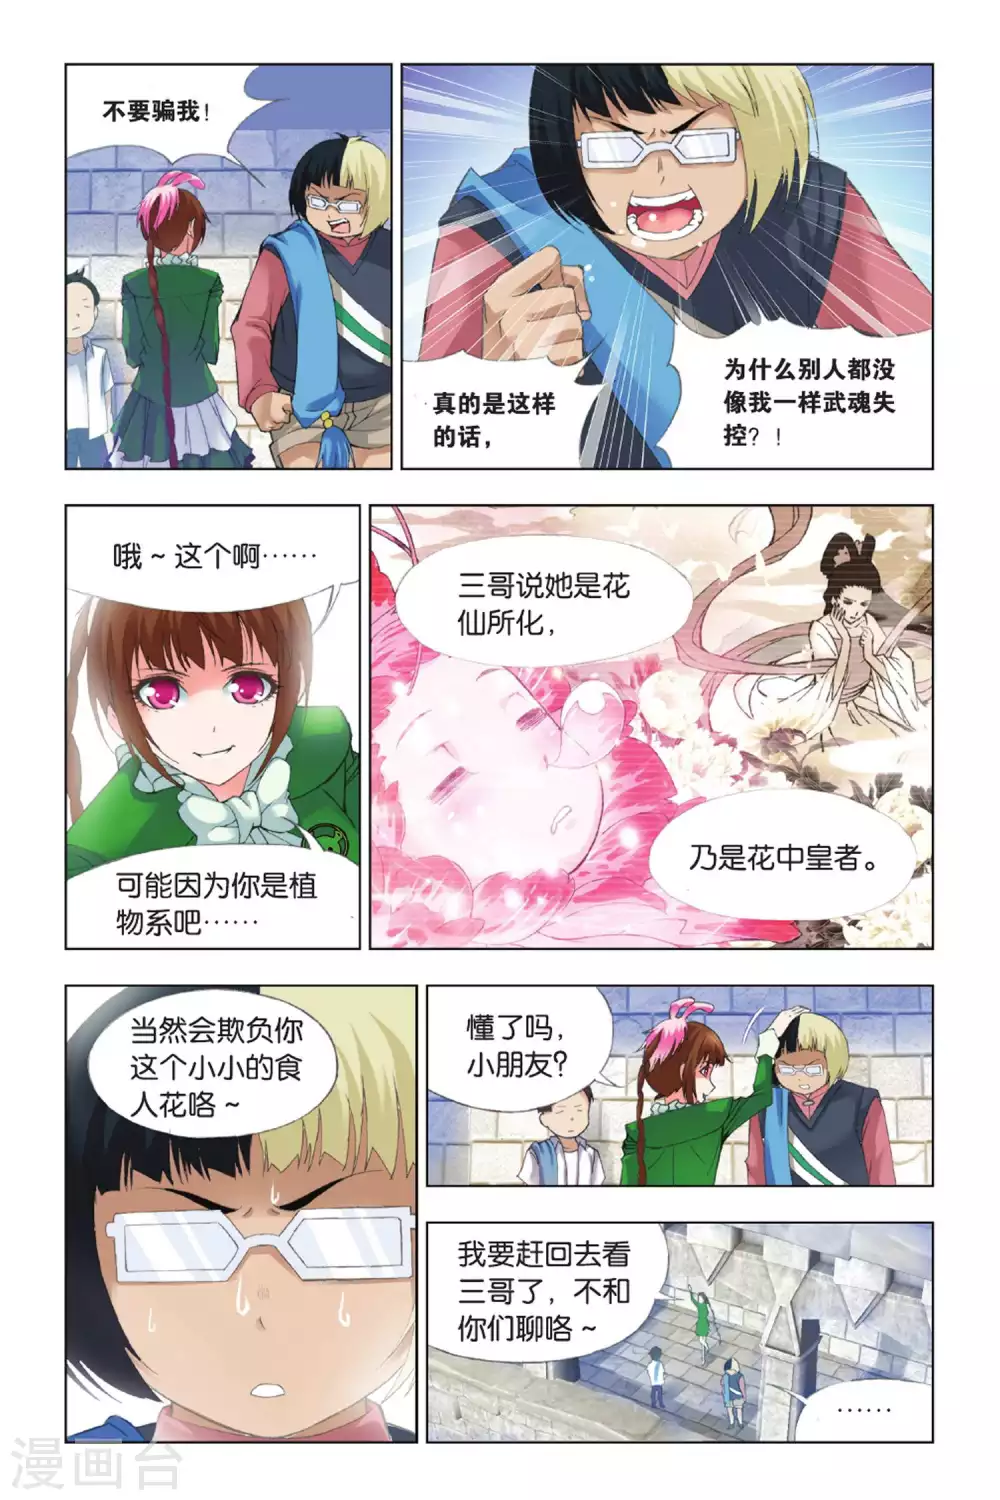 不要骗我！
真的是这样
的话，
为什么别人都没
像我一样武魂失
控？！
哦～这个啊……
可能因为你是植
物系吧……
三哥说她是花
仙所化，
乃是花中皇者。
当然会欺负你
这个小小的食
人花咯～
懂了吗，
小朋友？
我要赶回去看
三哥了，不和
你们聊咯～
……
漫画台